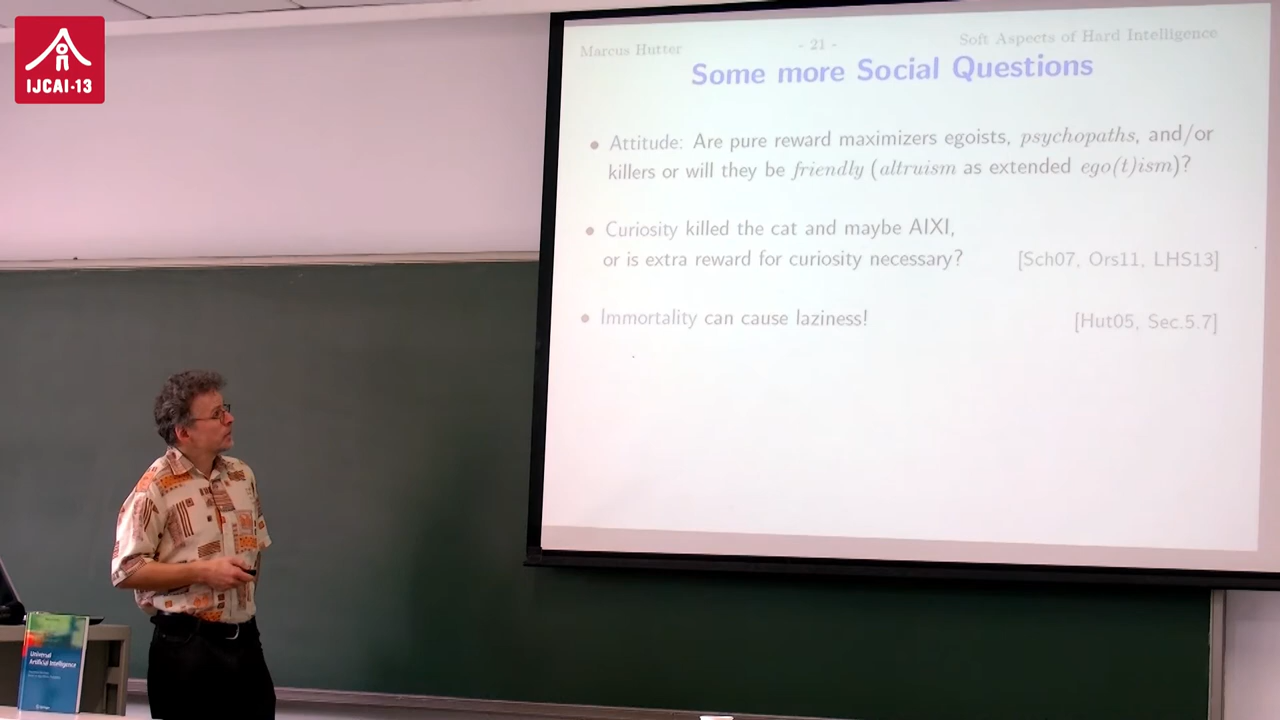 IJCAI-13
Marcus Hutter - 21 - Soft Aspects of Hard Intelligence
Some more Social Questions
• Attitude: Are pure reward maximizers egoists, psychopaths, and/or
killers or will they be friendly (altruism as extended ego(t)ism)?
• Curiosity killed the cat and maybe AIXI,
or is extra reward for curiosity necessary? [Sch07, Ors11, LHS13]
• Immortality can cause laziness! [Hut05, Sec.5.7]
Universal
Artificial Intelligence
Springer